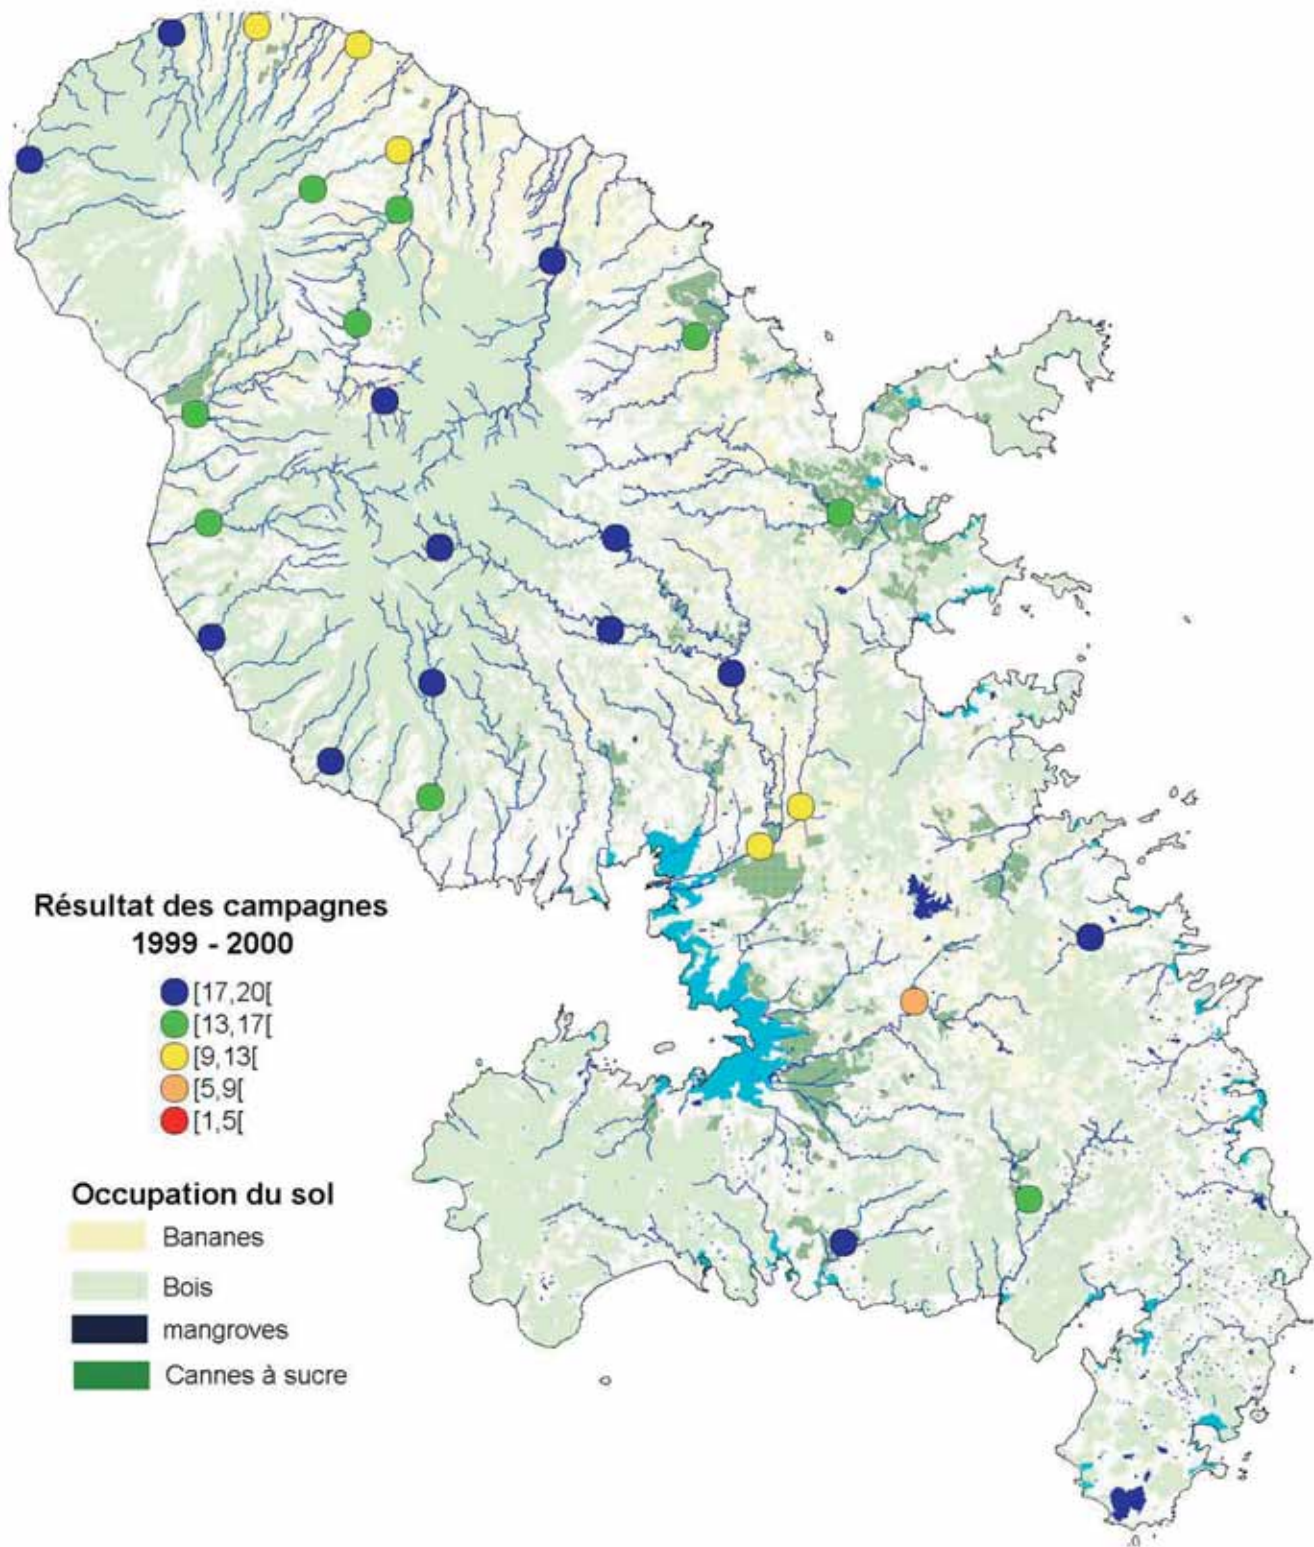 Résultat des campagnes
1999 - 2000
[17,20[
[13,17[
[9,13[
[5,9[
[1,5[
Occupation du sol
Bananes
Bois
mangroves
Cannes à sucre